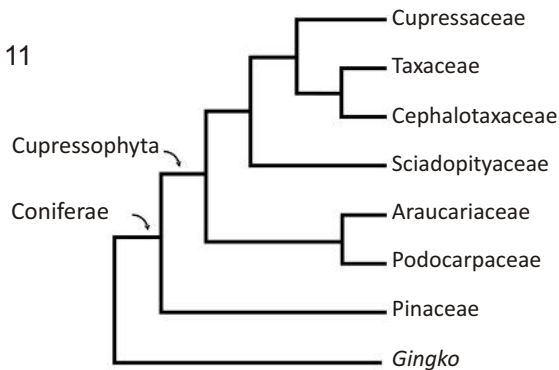 11
Cupressaceae
Taxaceae
Cephalotaxaceae
Cupressophyta
Sciadopityaceae
Coniferae
Araucariaceae
Podocarpaceae
Pinaceae
Gingko